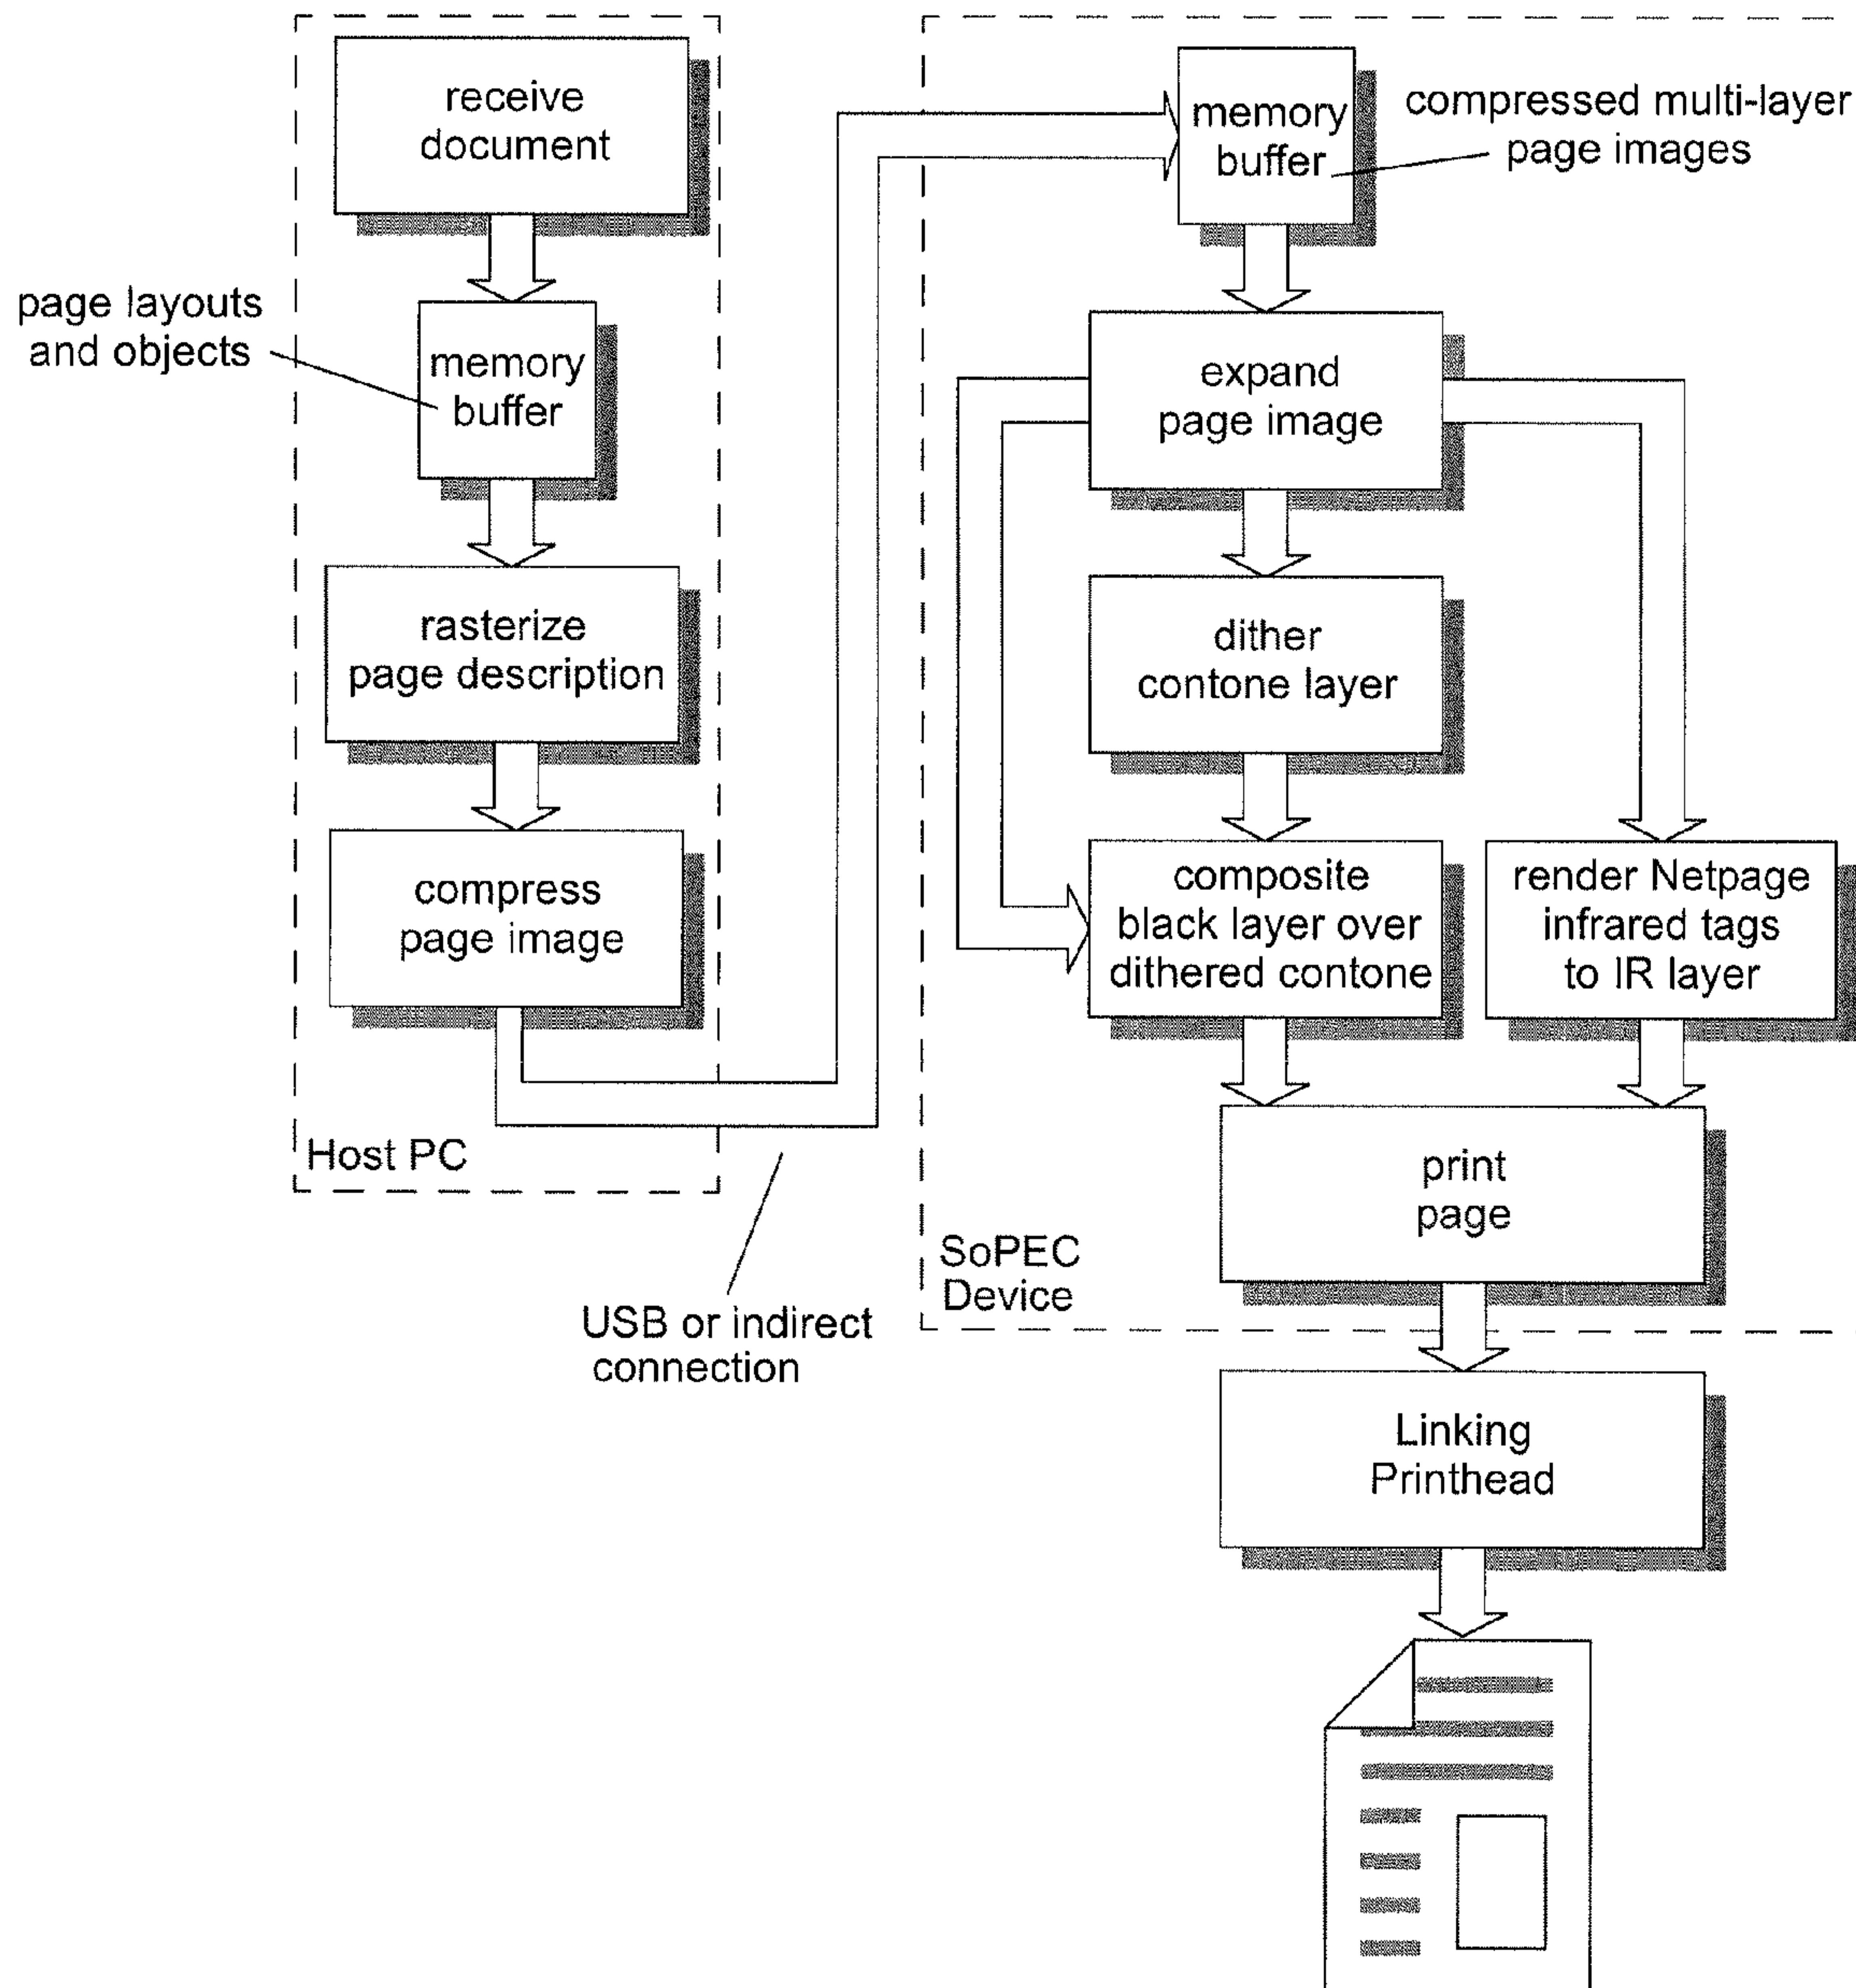 receive
document
page layouts
and objects
memory
buffer
rasterize
page description
compress
page image
Host PC
USB or indirect
connection
memory
buffer
compressed multi-layer
page images
expand
page image
dither
contone layer
composite
black layer over
dithered contone
render Netpage
infrared tags
to IR layer
print
page
SoPEC
Device
Linking
Printhead